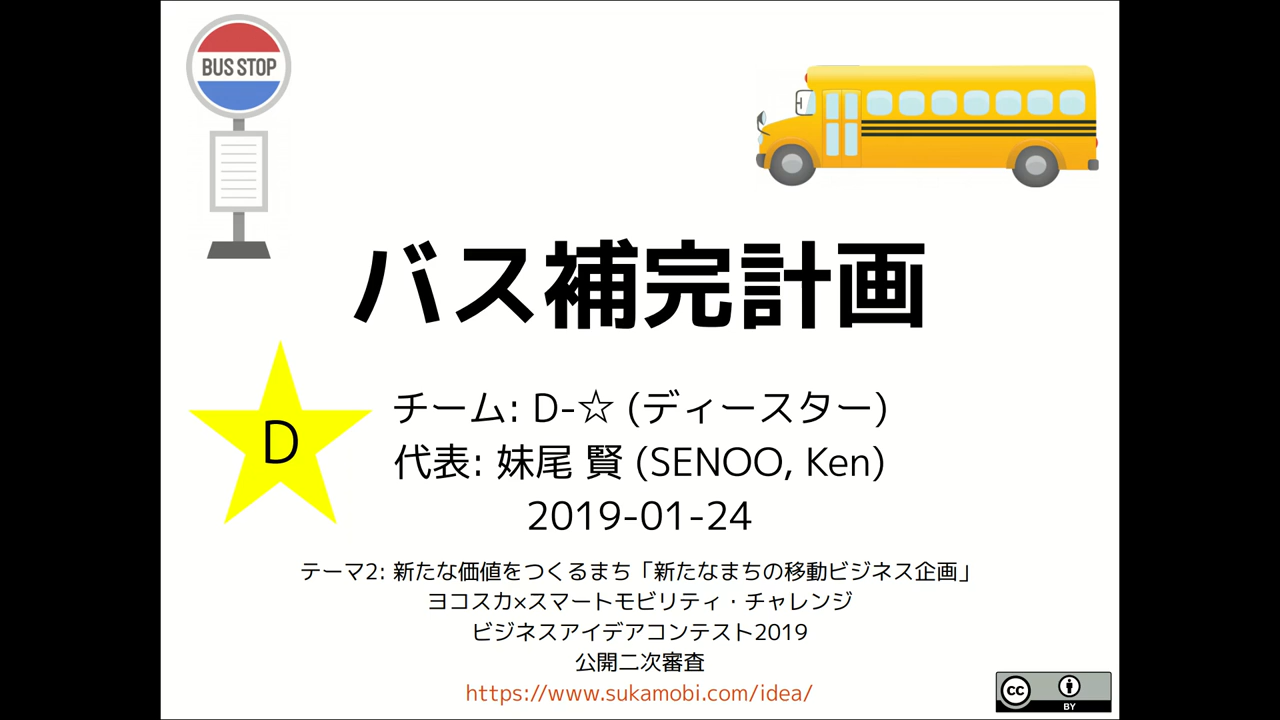 BUS STOP
バス補完計画
D
チーム: D-☆ (ディースター)
代表: 妹尾 賢 (SENOO, Ken)
2019-01-24
テーマ2: 新たな価値をつくるまち「新たなまちの移動ビジネス企画」
ヨコスカ×スマートモビリティ・チャレンジ
ビジネスアイデアコンテスト2019
公開二次審査
https://www.sukamobi.com/idea/
cc
BY